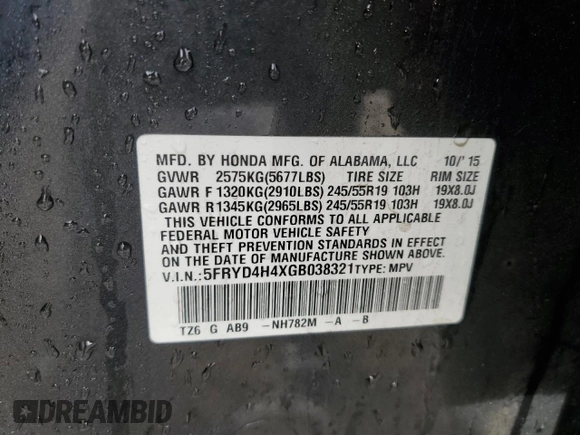 MFD. BY HONDA MFG. OF ALABAMA, LLC 10/'15
GVWR 2575KG(5677LBS) TIRE SIZE RIM SIZE
GAWR F 1320KG(2910LBS) 245/55R19 103H 19X8.0J
GAWR R 1345KG(2965LBS) 245/55R19 103H 19X8.0J
THIS VEHICLE CONFORMS TO ALL APPLICABLE
FEDERAL MOTOR VEHICLE SAFETY
AND THEFT PREVENTION STANDARDS IN EFFECT
ON THE DATE OF MANUFACTURE SHOWN ABOVE.
V.I.N.: 5FRYD4H4XGB038321 TYPE: MPV
TZ6 G AB9 -NH782M -A -B
DREAMBID